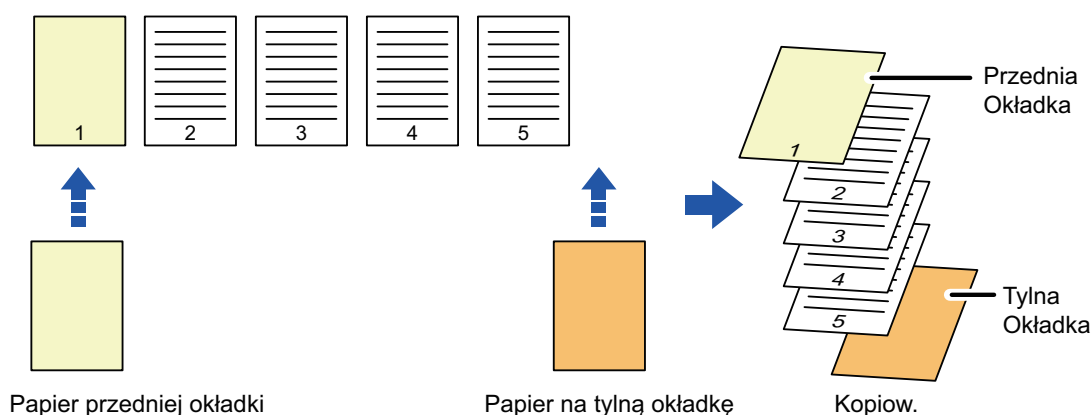 1
2
3
4
5
Papier przedniej okładki
Papier na tylną okładkę
Przednia
Okładka
1
2
3
4
5
Tylna
Okładka
Kopiow.